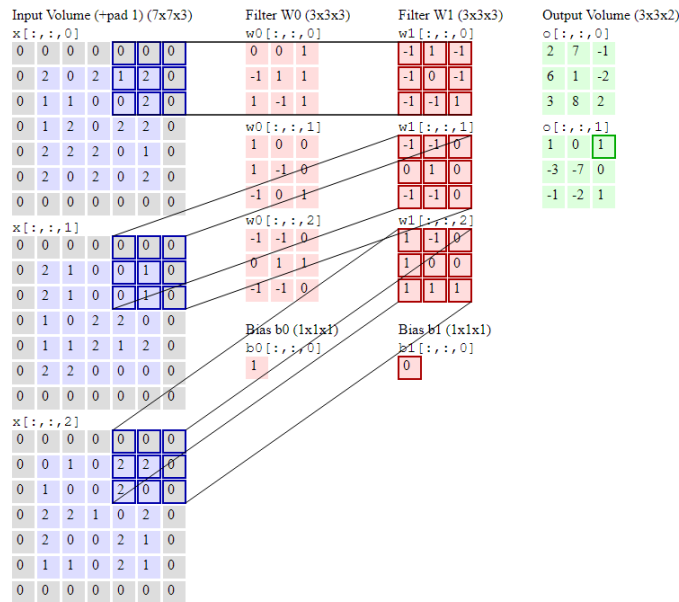 Input Volume (+pad 1) (7x7x3)
x[:,:,0]
0 0 0 0 0 0 0
0 2 0 2 1 2 0
0 1 1 0 0 2 0
0 1 2 0 2 2 0
0 2 2 2 0 1 0
0 2 0 2 0 2 0
0 0 0 0 0 0 0
x[:,:,1]
0 0 0 0 0 0 0
0 2 1 0 0 1 0
0 2 1 0 0 1 0
0 1 0 2 2 0 0
0 1 1 2 1 2 0
0 2 2 0 0 0 0
0 0 0 0 0 0 0
x[:,:,2]
0 0 0 0 0 0 0
0 0 1 0 2 2 0
0 1 0 0 2 0 0
0 2 2 1 0 2 0
0 0 2 0 2 2 0
0 1 1 0 2 1 0
0 0 0 0 0 0 0
Filter W0 (3x3x3)
w0[:,:,0]
0 0 1
-1 1 1
1 -1 1
w0[:,:,1]
1 0 0
1 -1 0
-1 0 1
w0[:,:,2]
-1 -1 0
0 1 1
-1 -1 0
Bias b0 (1x1x1)
b0[:,:,0]
1
Filter W1 (3x3x3)
w1[:,:,0]
-1 1 -1
-1 0 -1
-1 -1 1
w1[:,:,1]
-1 -1 0
0 1 0
-1 -1 0
w1[:,:,2]
1 -1 0
1 0 0
1 1 1
Bias b1 (1x1x1)
b1[:,:,0]
0
Output Volume (3x3x2)
o[:,:,0]
2 7 -1
6 1 -2
3 8 2
o[:,:,1]
1 0 1
-3 -7 0
-1 -2 1